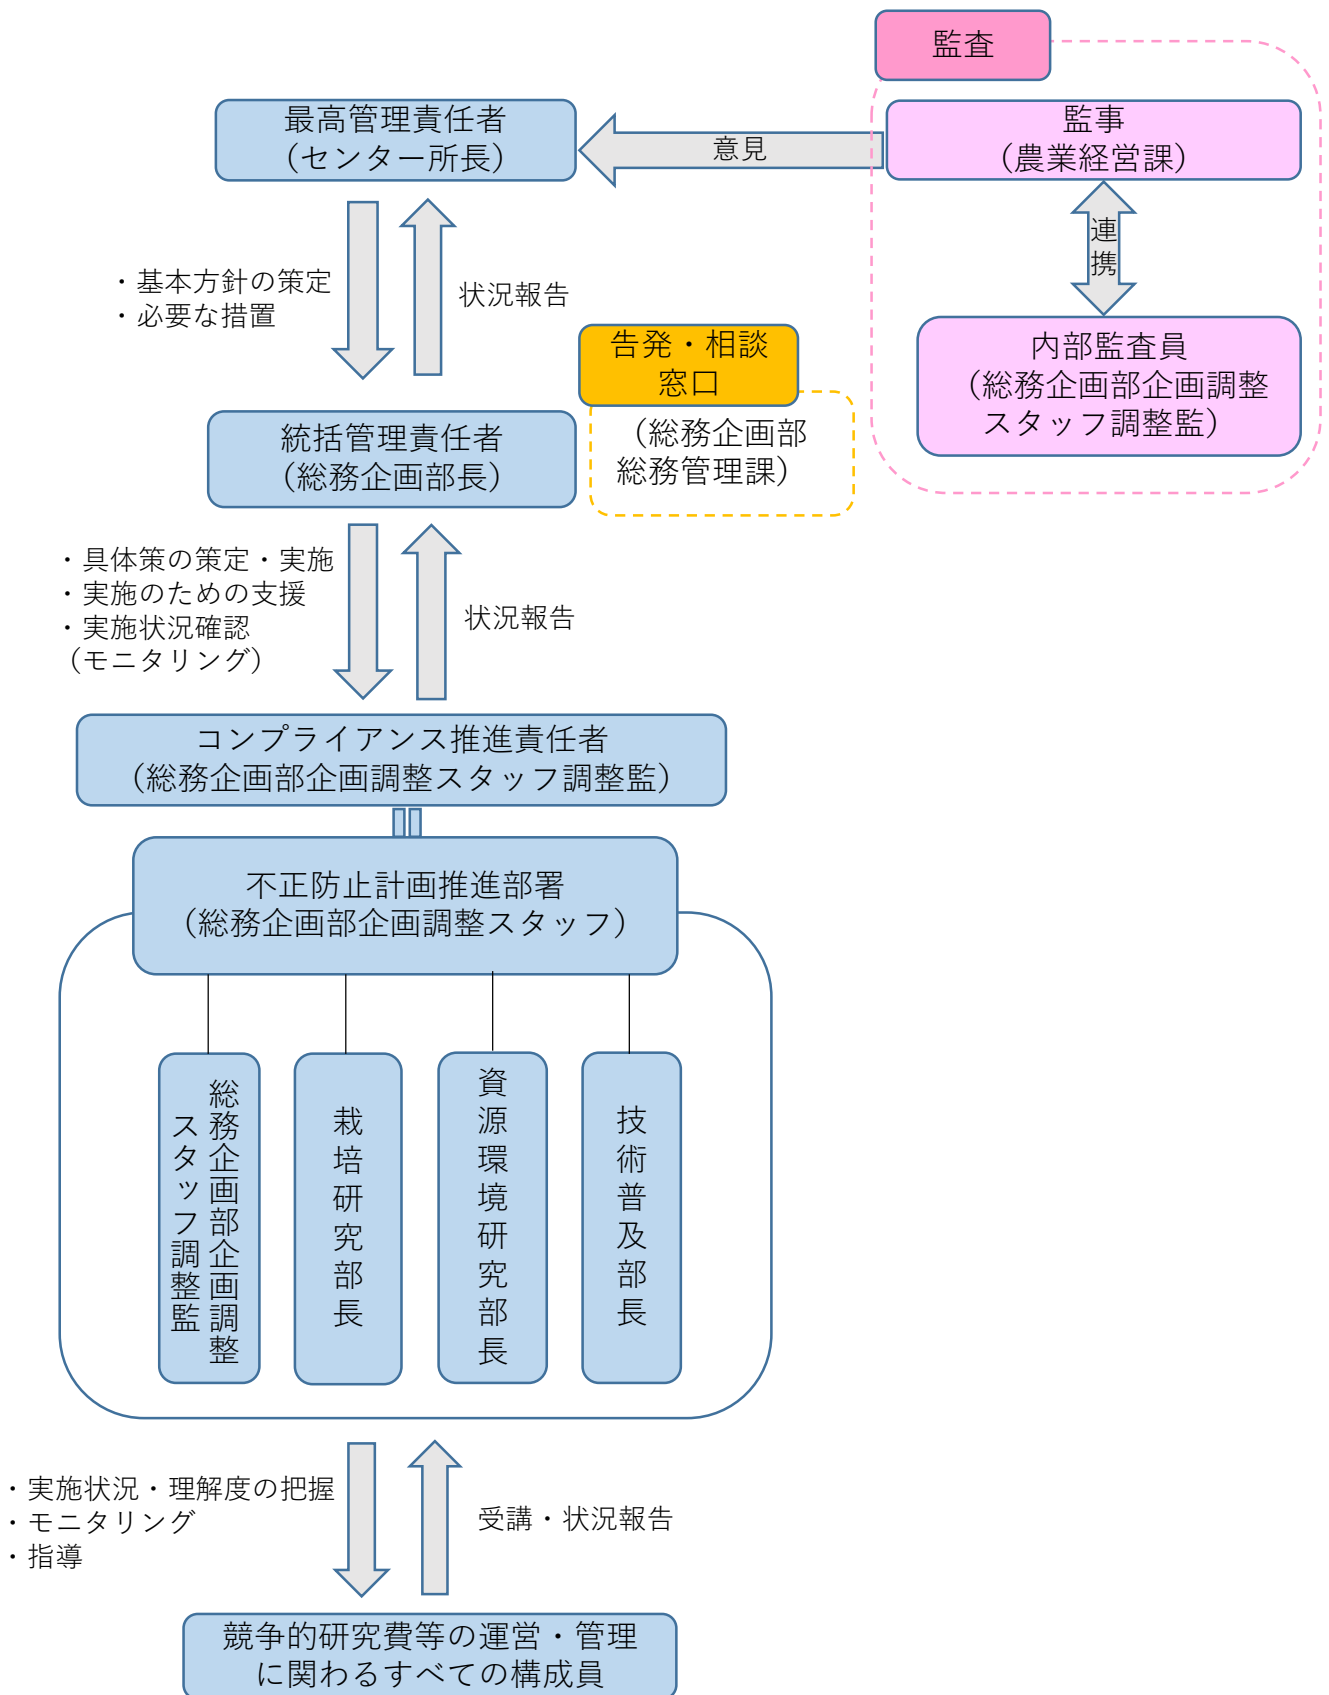 監査
最高管理責任者
（センター所長）
意見
監事
（農業経営課）
連携
・基本方針の策定
・必要な措置
状況報告
告発・相談
窓口
（総務企画部
総務管理課）
内部監査員
（総務企画部企画調整
スタッフ調整監）
統括管理責任者
（総務企画部長）
・具体策の策定・実施
・実施のための支援
・実施状況確認
（モニタリング）
状況報告
コンプライアンス推進責任者
（総務企画部企画調整スタッフ調整監）
不正防止計画推進部署
（総務企画部企画調整スタッフ）
総務企画部企画調整
スタッフ調整監
栽培研究部長
資源環境研究部長
技術普及部長
・実施状況・理解度の把握
・モニタリング
・指導
受講・状況報告
競争的研究費等の運営・管理
に関わるすべての構成員